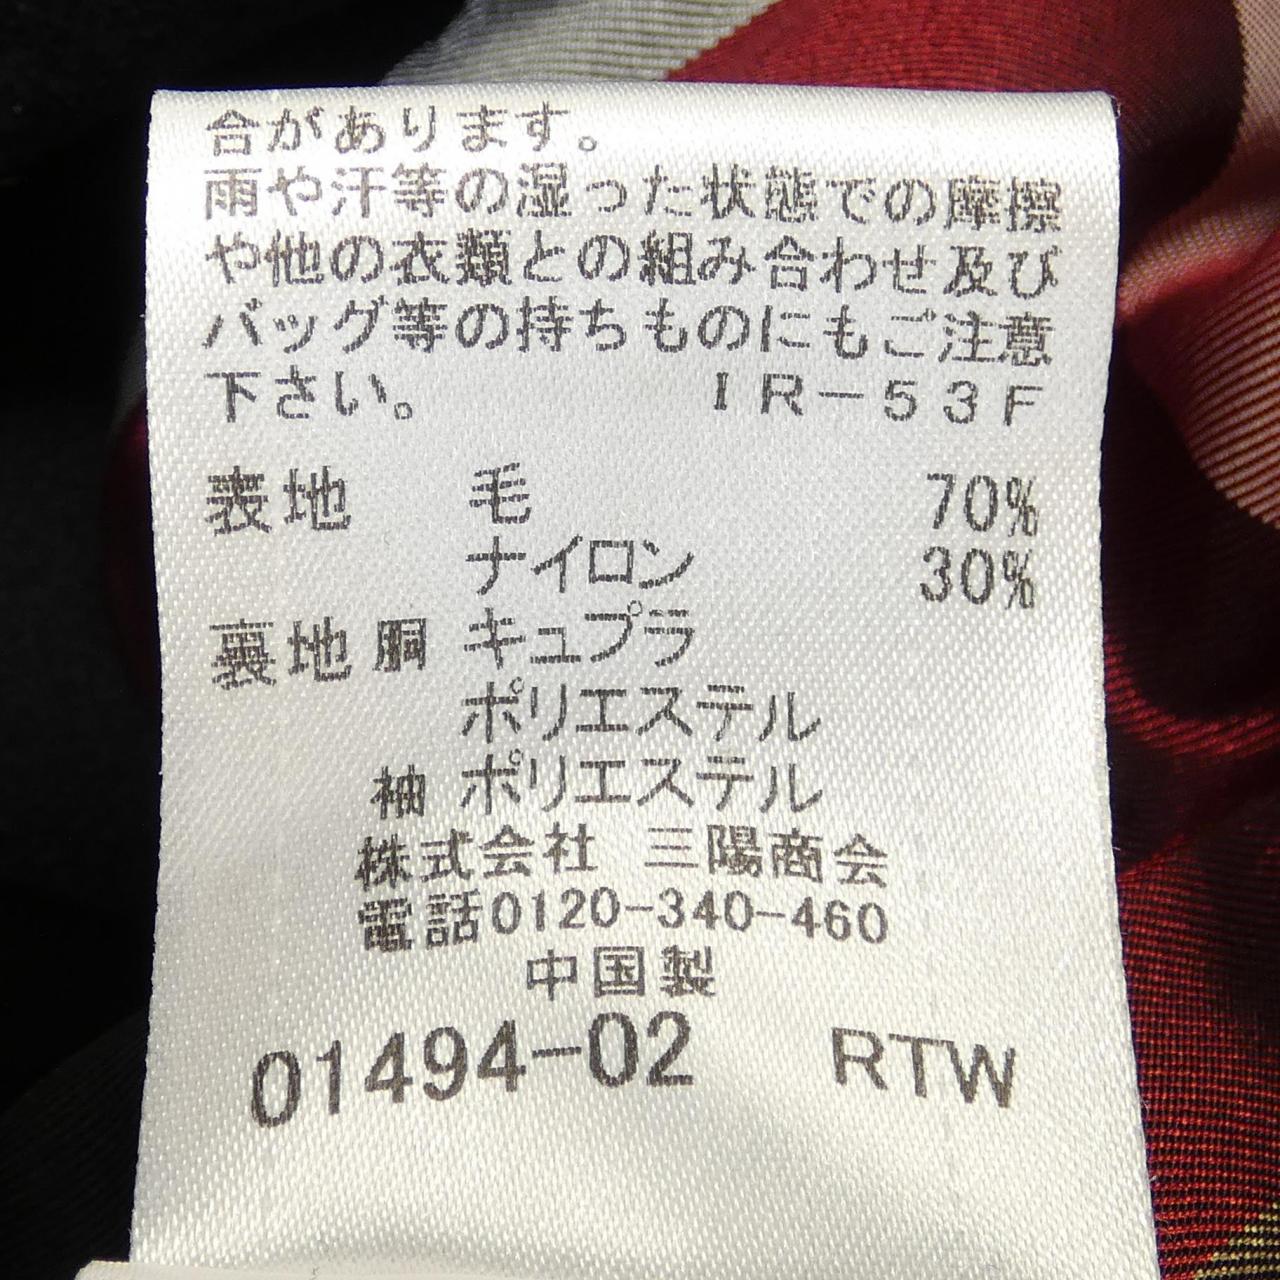 合があります。
雨や汗等の湿った状態での摩擦
や他の衣類との組み合わせ及び
バッグ等の持ちものにもご注意
下さい。 IR-53F
表地 毛 70%
ナイロン 30%
裏地 胴 キュプラ
ポリエステル
袖 ポリエステル
株式会社 三陽商会
電話0120-340-460
中国製
01494-02 RTW